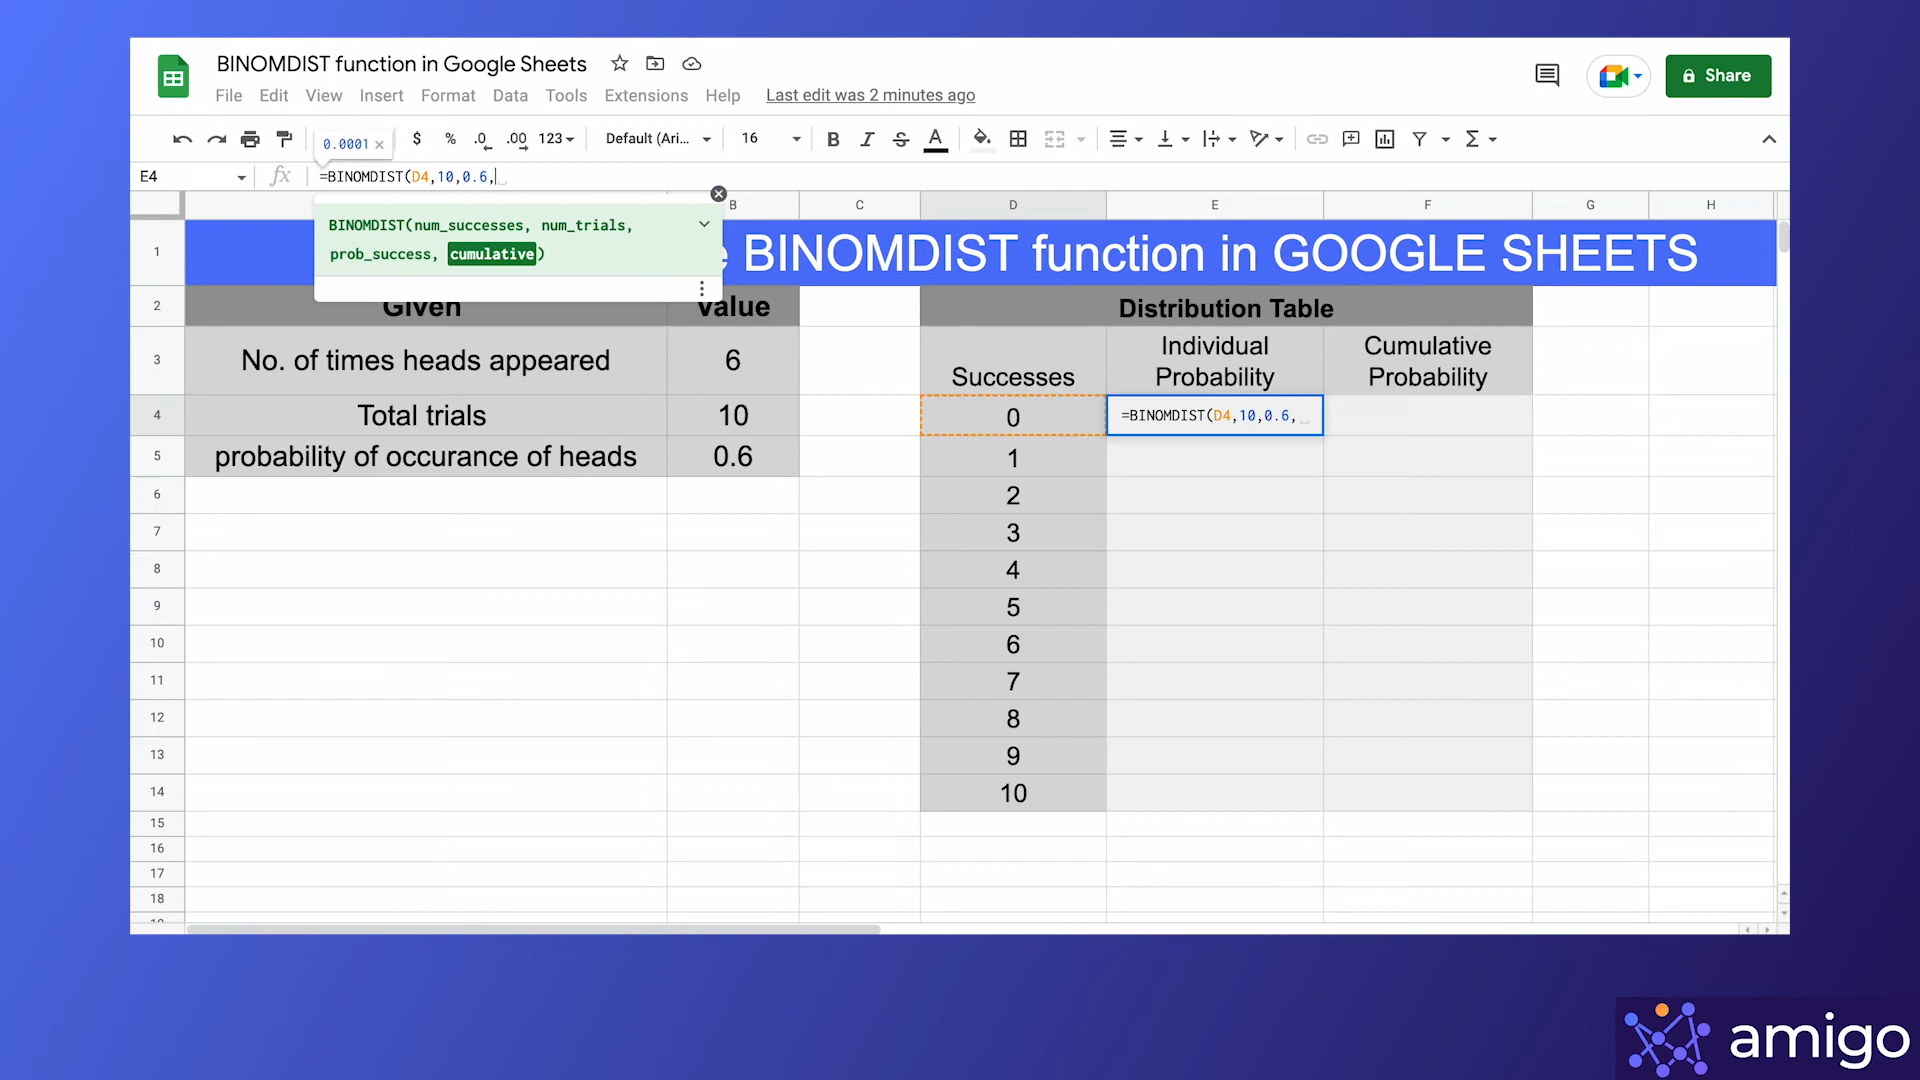 BINOMDIST function in Google Sheets
File Edit View Insert Format Data Tools Extensions Help Last edit was 2 minutes ago
Share
0.0001 × $ % .0 .00 123 Default (Ari... 16 B I S A
E4 fx =BINOMDIST(D4,10,0.6,
BINOMDIST(num_successes, num_trials,
prob_success, cumulative)
B C D E F G H
1 BINOMDIST function in GOOGLE SHEETS
2 Given Value Distribution Table
3 No. of times heads appeared 6 Successes Individual Probability Cumulative Probability
4 Total trials 10 0 =BINOMDIST(D4,10,0.6,
5 probability of occurance of heads 0.6 1
6 2
7 3
8 4
9 5
10 6
11 7
12 8
13 9
14 10
15
16
17
18
amigo